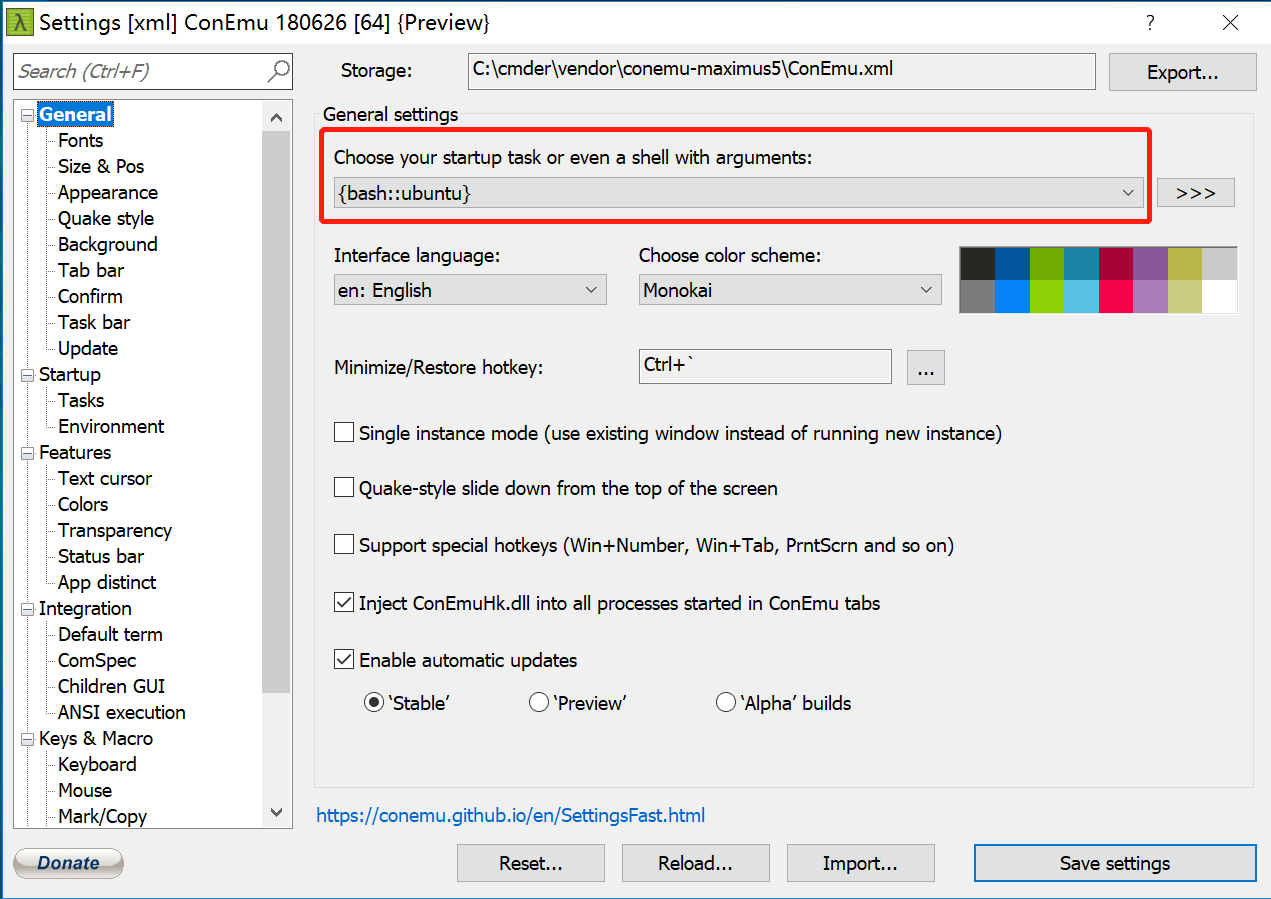 λ Settings [xml] ConEmu 180626 [64] {Preview} ?
Search (Ctrl+F)
Storage: C:\cmder\vendor\conemu-maximus5\ConEmu.xml Export...
General
Fonts
Size & Pos
Appearance
Quake style
Background
Tab bar
Confirm
Task bar
Update
Startup
Tasks
Environment
Features
Text cursor
Colors
Transparency
Status bar
App distinct
Integration
Default term
ComSpec
Children GUI
ANSI execution
Keys & Macro
Keyboard
Mouse
Mark/Copy
General settings
Choose your startup task or even a shell with arguments:
{bash::ubuntu} >>>
Interface language: Choose color scheme:
en: English Monokai
Minimize/Restore hotkey: Ctrl+` ...
Single instance mode (use existing window instead of running new instance)
Quake-style slide down from the top of the screen
Support special hotkeys (Win+Number, Win+Tab, PrntScrn and so on)
Inject ConEmuHk.dll into all processes started in ConEmu tabs
Enable automatic updates
‘Stable’ ‘Preview’ ‘Alpha’ builds
https://conemu.github.io/en/SettingsFast.html
Donate Reset... Reload... Import... Save settings